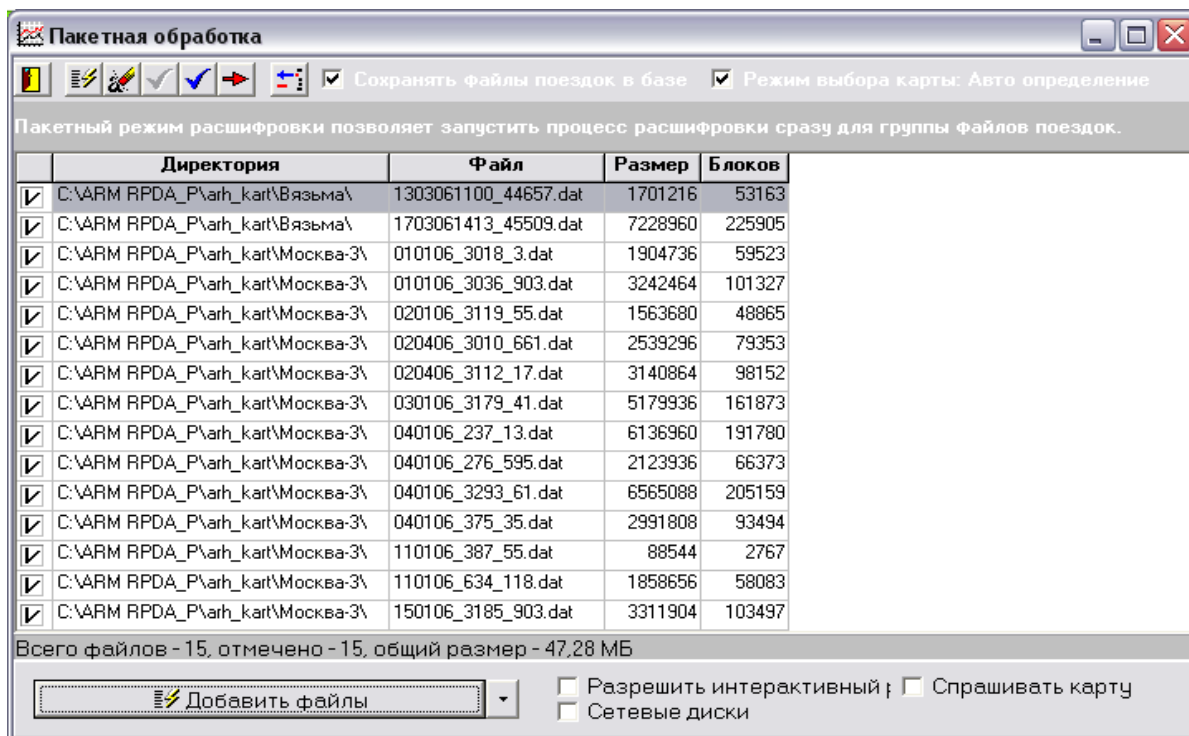 Пакетная обработка
Сохранять файлы поездок в базе Режим выбора карты: Авто определение
Пакетный режим расшифровки позволяет запустить процесс расшифровки сразу для группы файлов поездок.
Директория Файл Размер Блоков
C:\ARM RPDA_P\arh_kart\Вязьма\ 1303061100_44657.dat 1701216 53163
C:\ARM RPDA_P\arh_kart\Вязьма\ 1703061413_45509.dat 7228960 225905
C:\ARM RPDA_P\arh_kart\Москва-3\ 010106_3018_3.dat 1904736 59523
C:\ARM RPDA_P\arh_kart\Москва-3\ 010106_3036_903.dat 3242464 101327
C:\ARM RPDA_P\arh_kart\Москва-3\ 020106_3119_55.dat 1563680 48865
C:\ARM RPDA_P\arh_kart\Москва-3\ 020406_3010_661.dat 2539296 79353
C:\ARM RPDA_P\arh_kart\Москва-3\ 020406_3112_17.dat 3140864 98152
C:\ARM RPDA_P\arh_kart\Москва-3\ 030106_3179_41.dat 5179936 161873
C:\ARM RPDA_P\arh_kart\Москва-3\ 040106_237_13.dat 6136960 191780
C:\ARM RPDA_P\arh_kart\Москва-3\ 040106_276_595.dat 2123936 66373
C:\ARM RPDA_P\arh_kart\Москва-3\ 040106_3293_61.dat 6565088 205159
C:\ARM RPDA_P\arh_kart\Москва-3\ 040106_375_35.dat 2991808 93494
C:\ARM RPDA_P\arh_kart\Москва-3\ 110106_387_55.dat 88544 2767
C:\ARM RPDA_P\arh_kart\Москва-3\ 110106_634_118.dat 1858656 58083
C:\ARM RPDA_P\arh_kart\Москва-3\ 150106_3185_903.dat 3311904 103497
Всего файлов - 15, отмечено - 15, общий размер - 47,28 МБ
Добавить файлы Разрешить интерактивный Спрашивать карту
Сетевые диски